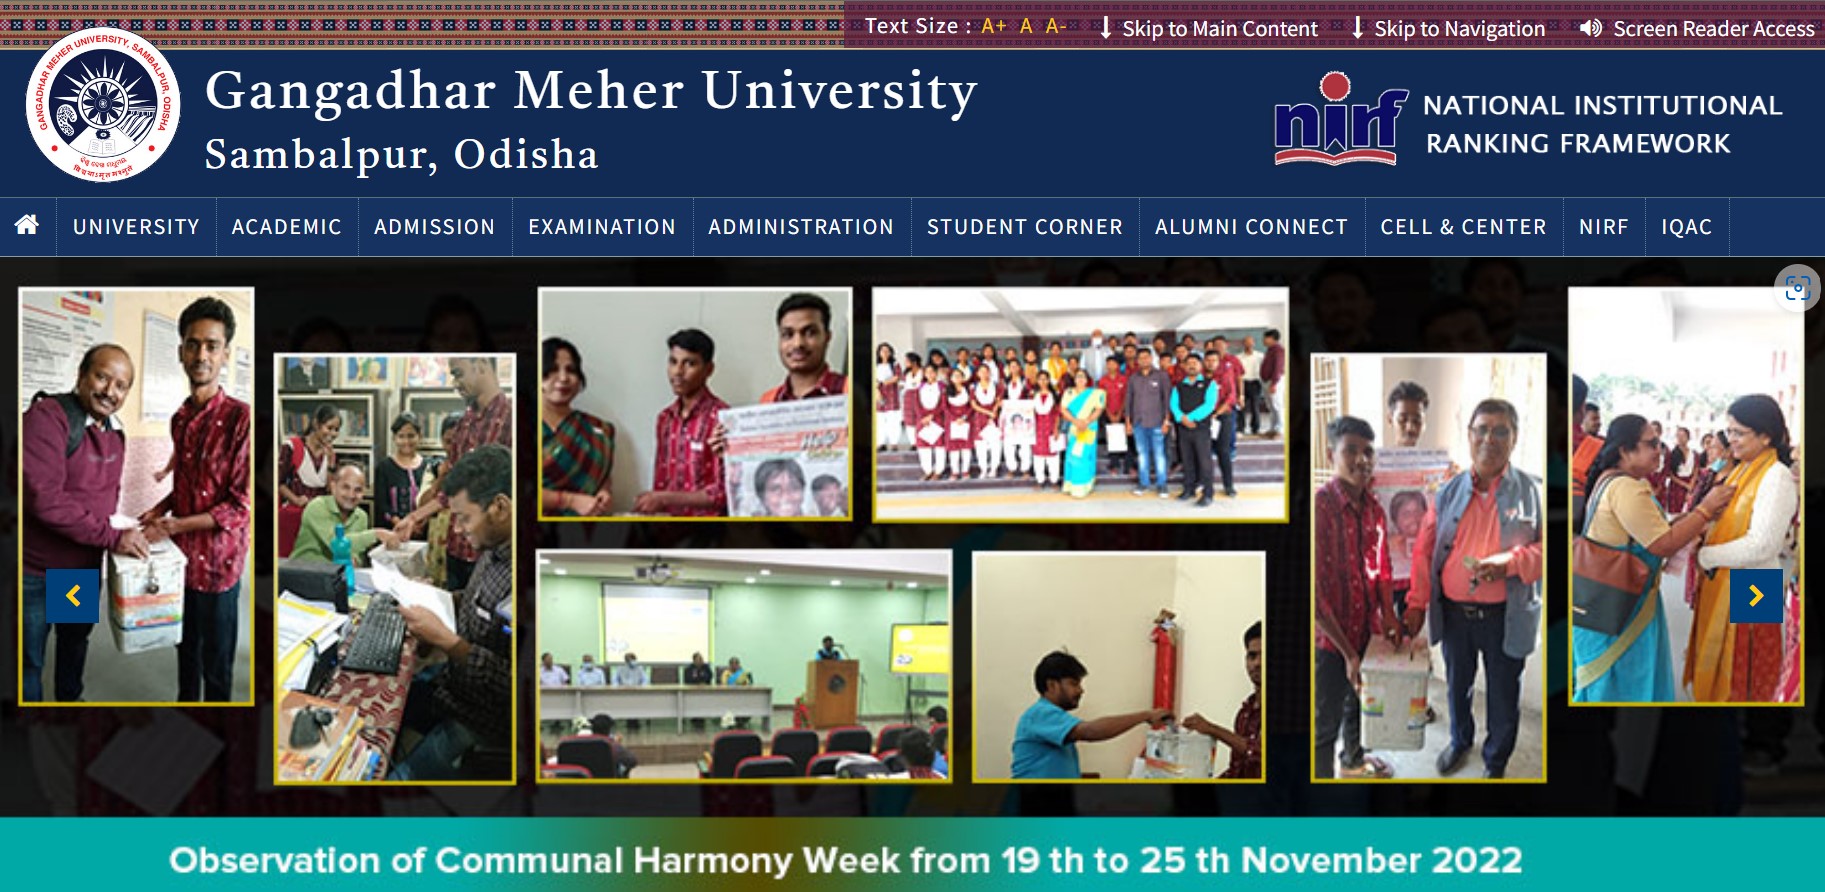 Text Size : A+ A A- Skip to Main Content Skip to Navigation Screen Reader Access
GANGADHAR MEHER UNIVERSITY, SAMBALPUR, ODISHA
Gangadhar Meher University
Sambalpur, Odisha
nirf
NATIONAL INSTITUTIONAL
RANKING FRAMEWORK
UNIVERSITY ACADEMIC ADMISSION EXAMINATION ADMINISTRATION STUDENT CORNER ALUMNI CONNECT CELL & CENTER NIRF IQAC
Help
Observation of Communal Harmony Week from 19 th to 25 th November 2022